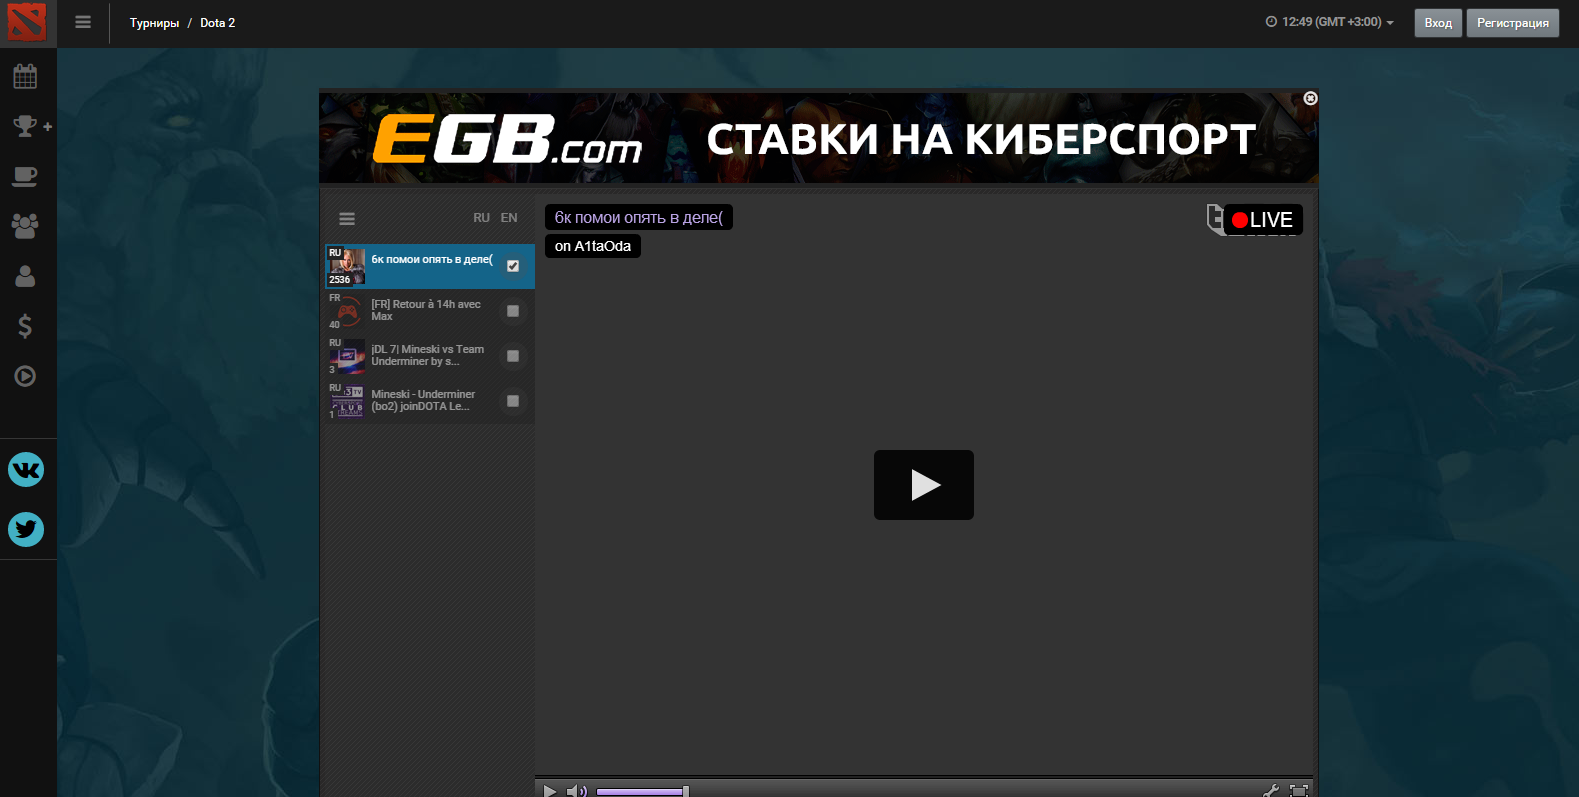 Турниры / Dota 2
12:49 (GMT +3:00)
Вход
Регистрация
EGB.com
СТАВКИ НА КИБЕРСПОРТ
RU EN
RU
2536
6к помои опять в деле(
FR
40
[FR] Retour à 14h avec
Max
RU
3
jDL 7| Mineski vs Team
Underminer by s...
RU
1
Mineski - Underminer
(bo2) joinDOTA Le...
6к помои опять в деле(
on A1taOda
LIVE